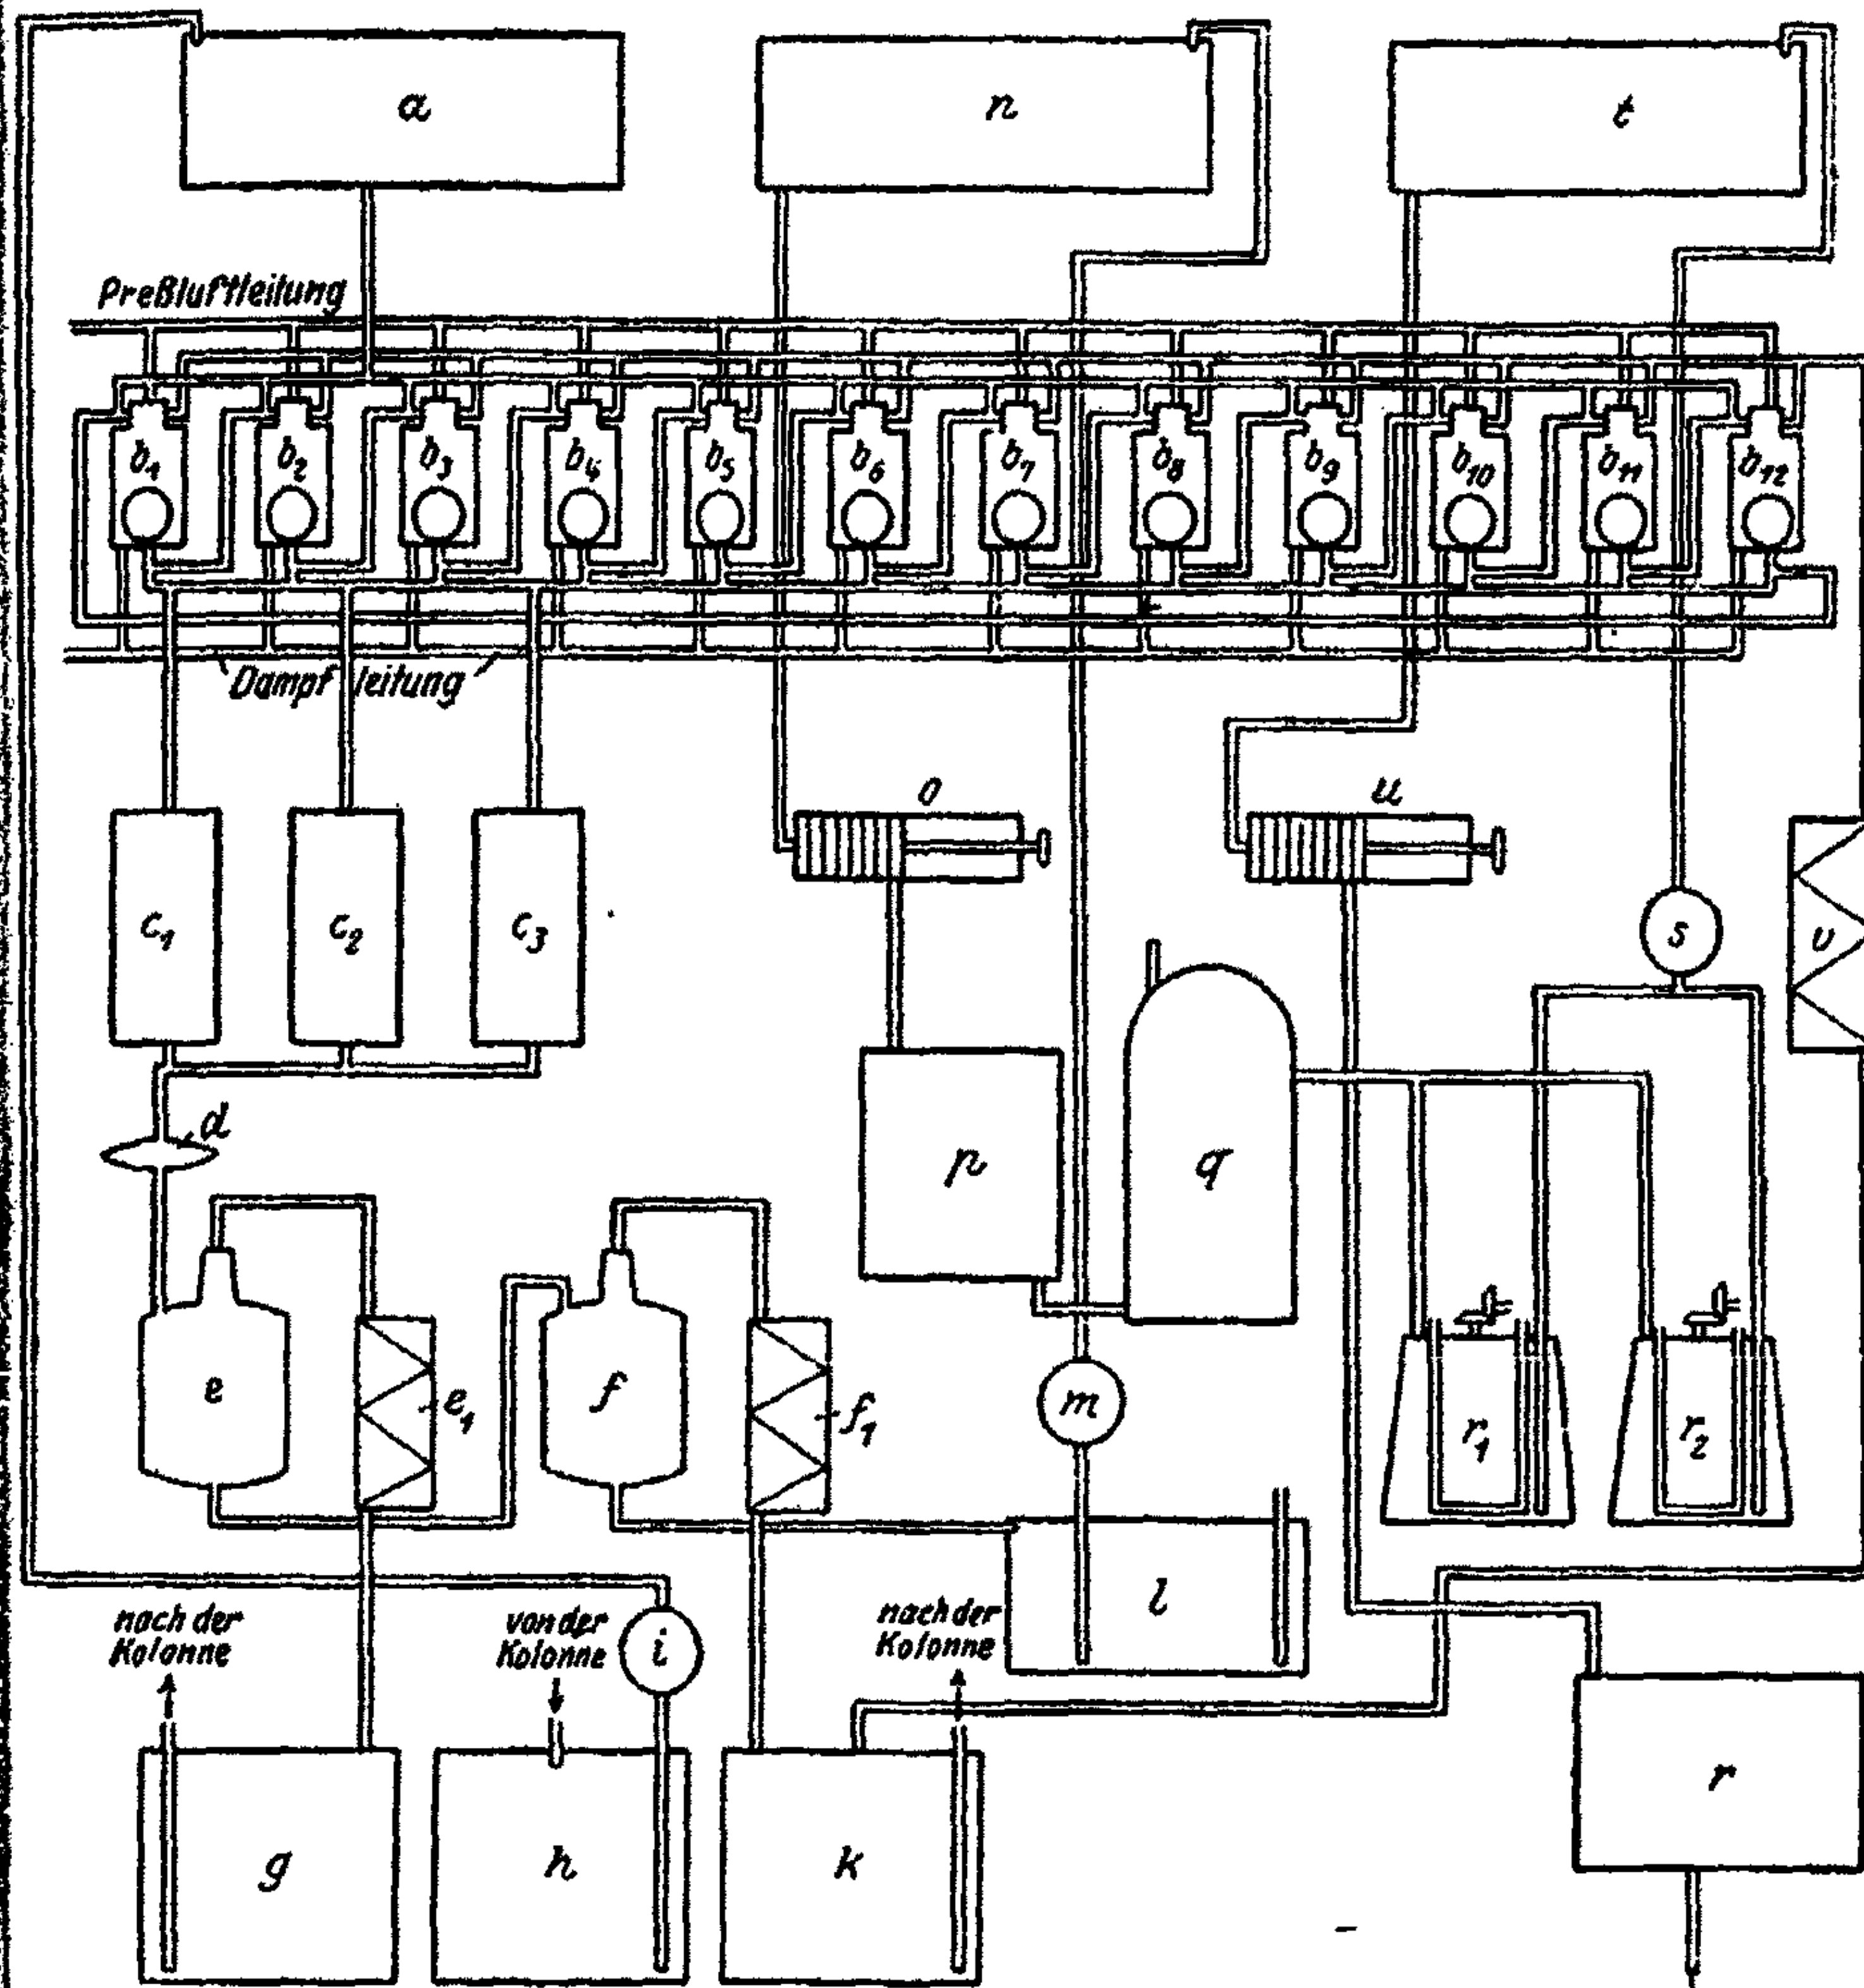 a
n
t
Preßluftleitung
b1 b2 b3 b4 b5 b6 b7 b8 b9 b10 b11 b12
Dampfleitung
o
u
c1
c2
c3
s
v
d
p
q
e
e1
f
f1
m
r1
r2
nach der
Kolonne
von der
Kolonne
i
l
nach der
Kolonne
g
h
k
r